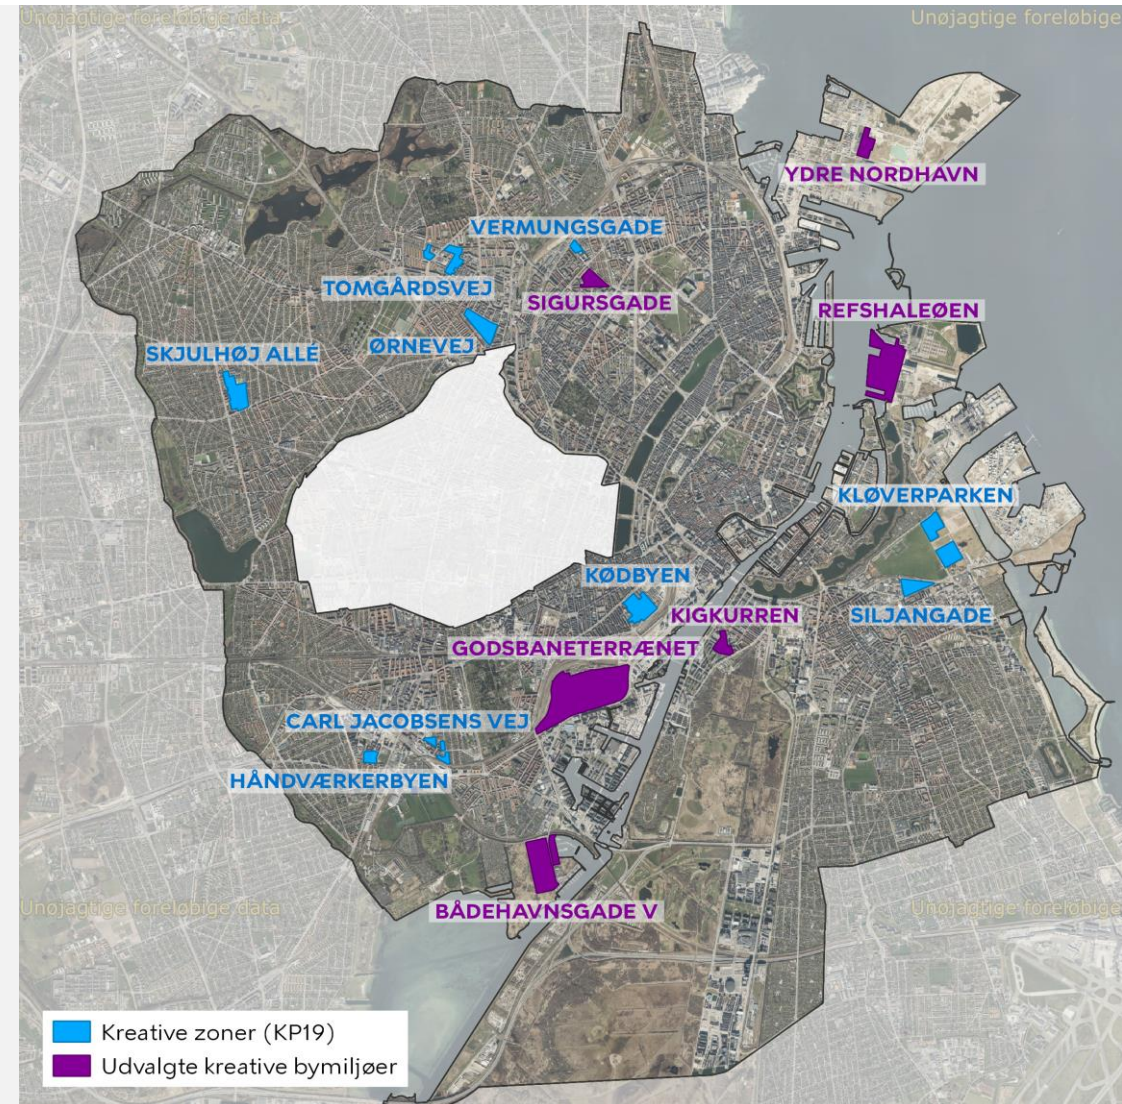 Unøjagtige foreløbige data
Unøjagtige foreløbige
YDRE NORDHAVN
VERMUNGSGADE
TOMGÅRDSVEJ
SIGURSGADE
REFSHALEØEN
ØRNEVEJ
SKJULHØJ ALLÉ
KLØVERPARKEN
KØDBYEN
KIGKURREN
SILJANGADE
GODSBANETERRÆNET
CARL JACOBSENS VEJ
HÅNDVÆRKERBYEN
BÅDEHAVNSGADE V
Unøjagtige foreløbige data
Unøjagtige foreløbige
Kreative zoner (KP19)
Udvalgte kreative bymiljøer